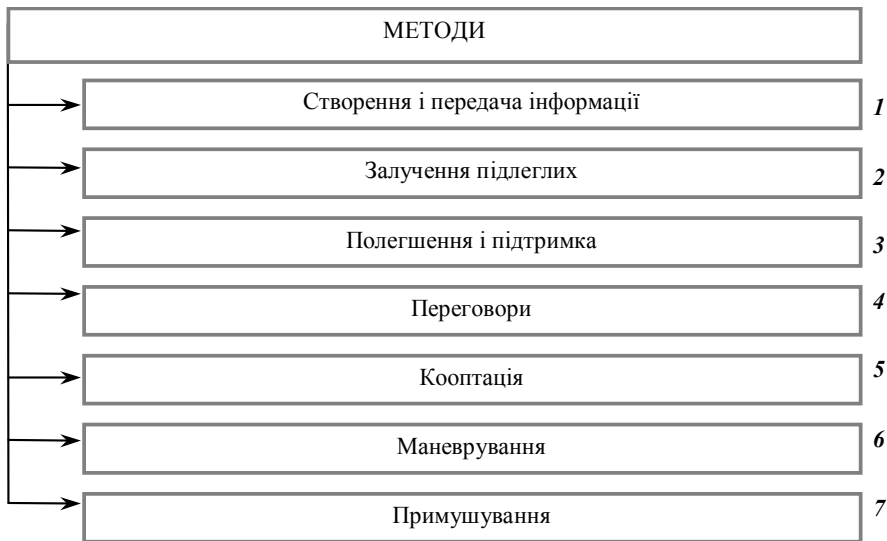 МЕТОДИ
Створення і передача інформації 1
Залучення підлеглих 2
Полегшення і підтримка 3
Переговори 4
Кооптація 5
Маневрування 6
Примушування 7